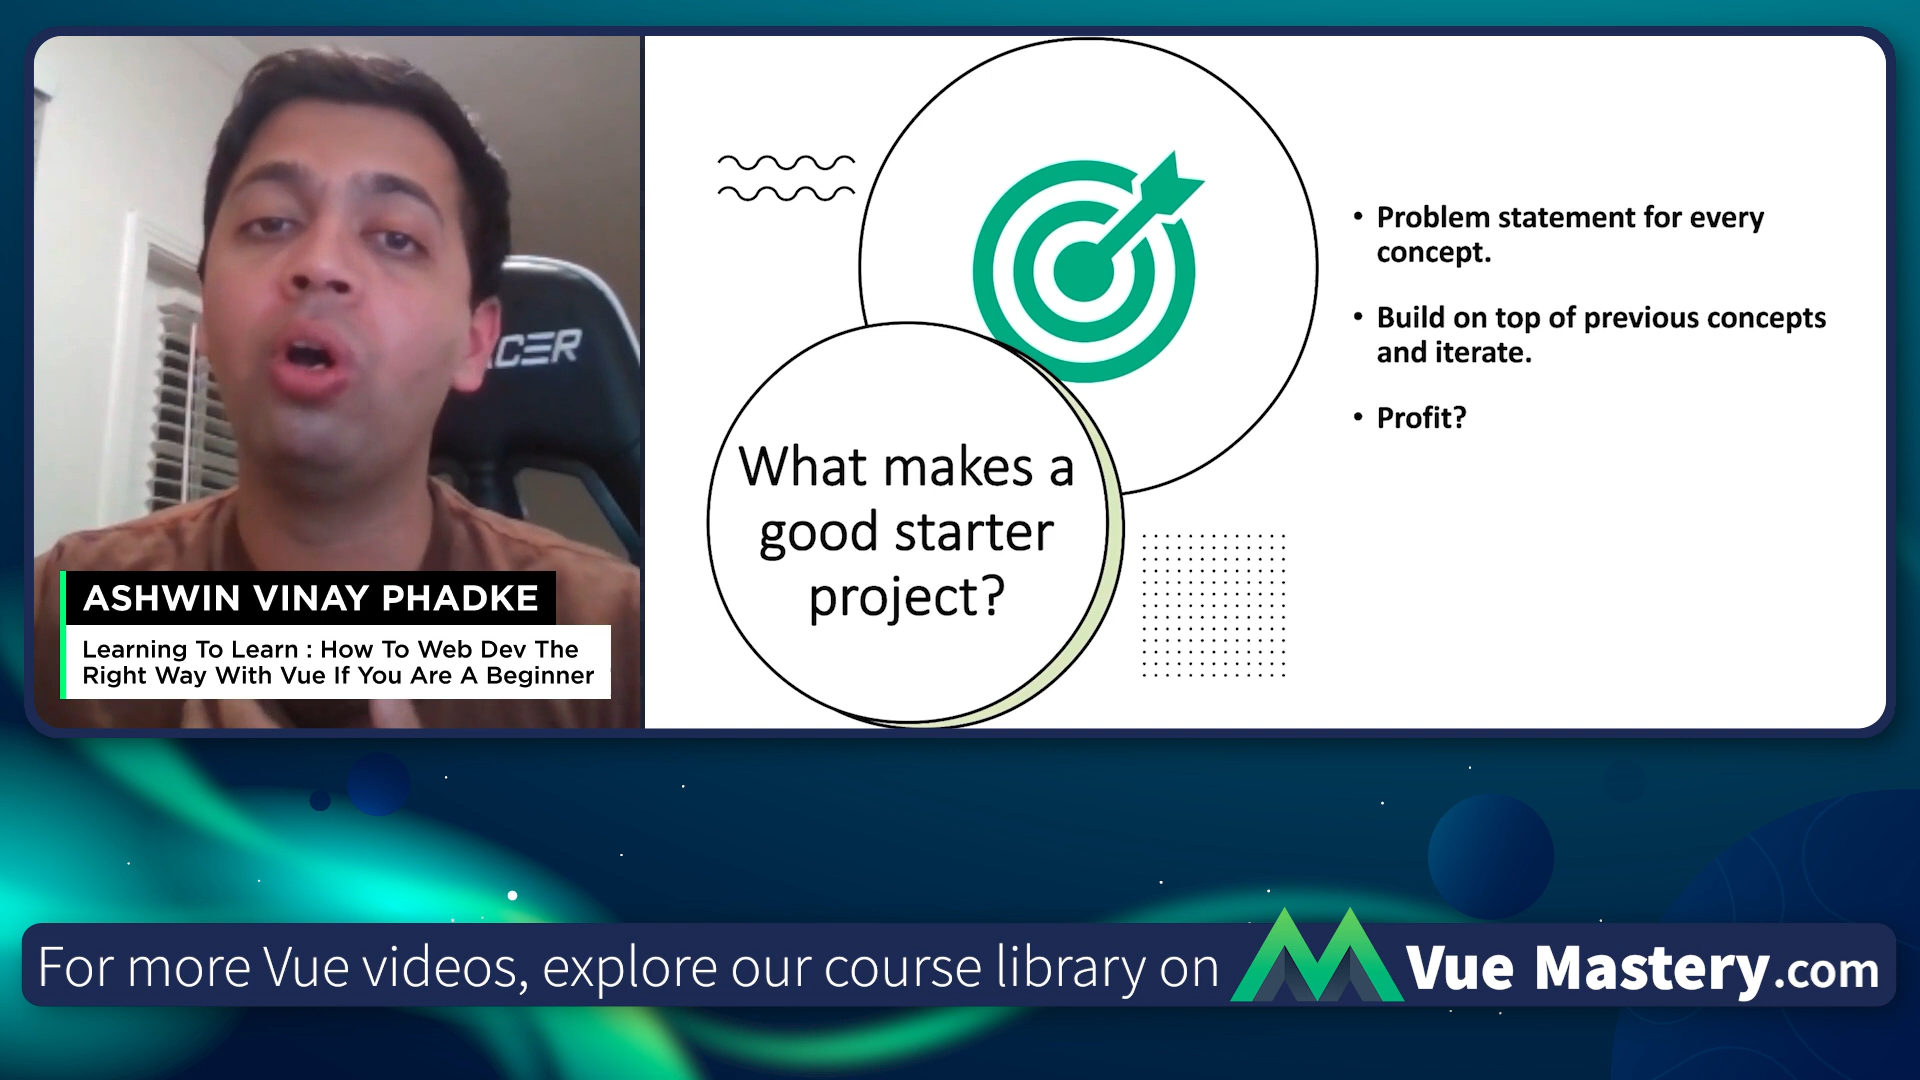 CER
ASHWIN VINAY PHADKE
Learning To Learn : How To Web Dev The
Right Way With Vue If You Are A Beginner
What makes a
good starter
project?
• Problem statement for every
concept.
• Build on top of previous concepts
and iterate.
• Profit?
For more Vue videos, explore our course library on Vue Mastery.com